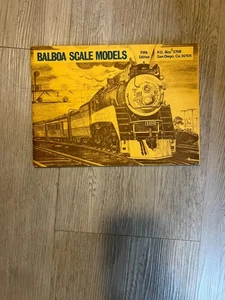 BALBOA SCALE MODELS
Fifth
Edition
P.O. Box
San Diego, Ca.